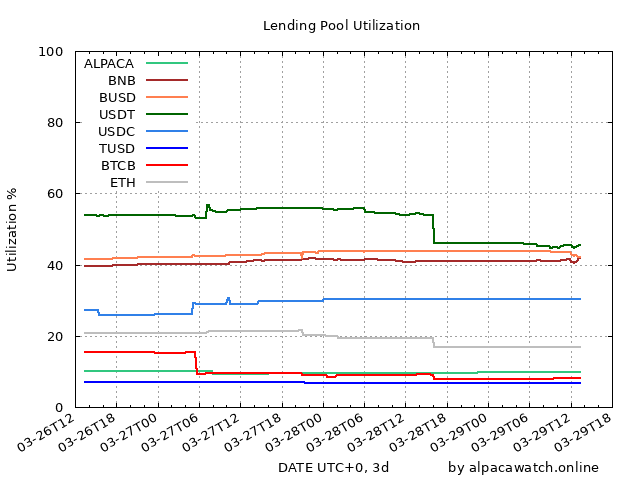 Lending Pool Utilization
100
80
60
40
20
0
Utilization %
ALPACA
BNB
BUSD
USDT
USDC
TUSD
BTCB
ETH
03-26T12
03-26T18
03-27T00
03-27T06
03-27T12
03-27T18
03-28T00
03-28T06
03-28T12
03-28T18
03-29T00
03-29T06
03-29T12
03-29T18
DATE UTC+0, 3d
by alpacawatch.online